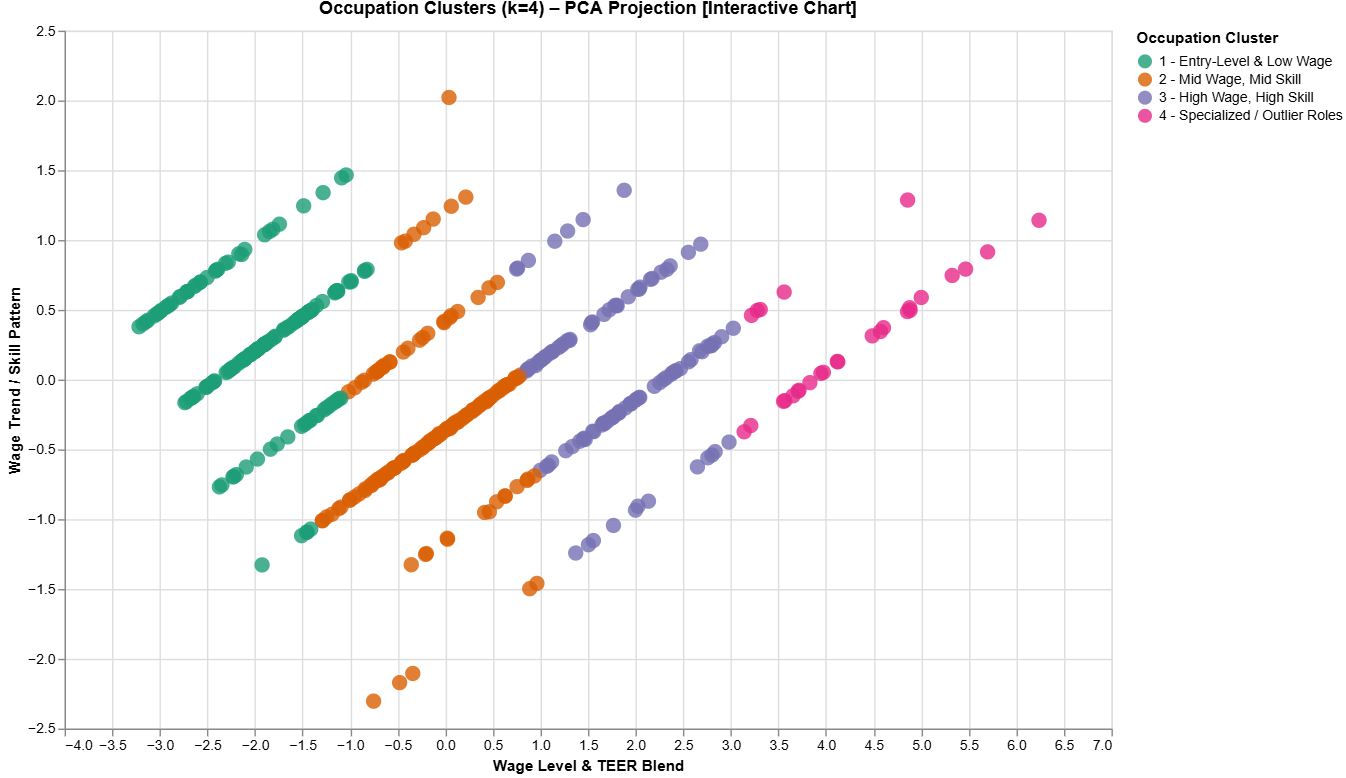 Occupation Clusters (k=4) – PCA Projection [Interactive Chart]
Occupation Cluster
1 - Entry-Level & Low Wage
2 - Mid Wage, Mid Skill
3 - High Wage, High Skill
4 - Specialized / Outlier Roles
Wage Trend / Skill Pattern
2.5
2.0
1.5
1.0
0.5
0.0
−0.5
−1.0
−1.5
−2.0
−2.5
−4.0 −3.5 −3.0 −2.5 −2.0 −1.5 −1.0 −0.5 0.0 0.5 1.0 1.5 2.0 2.5 3.0 3.5 4.0 4.5 5.0 5.5 6.0 6.5 7.0
Wage Level & TEER Blend